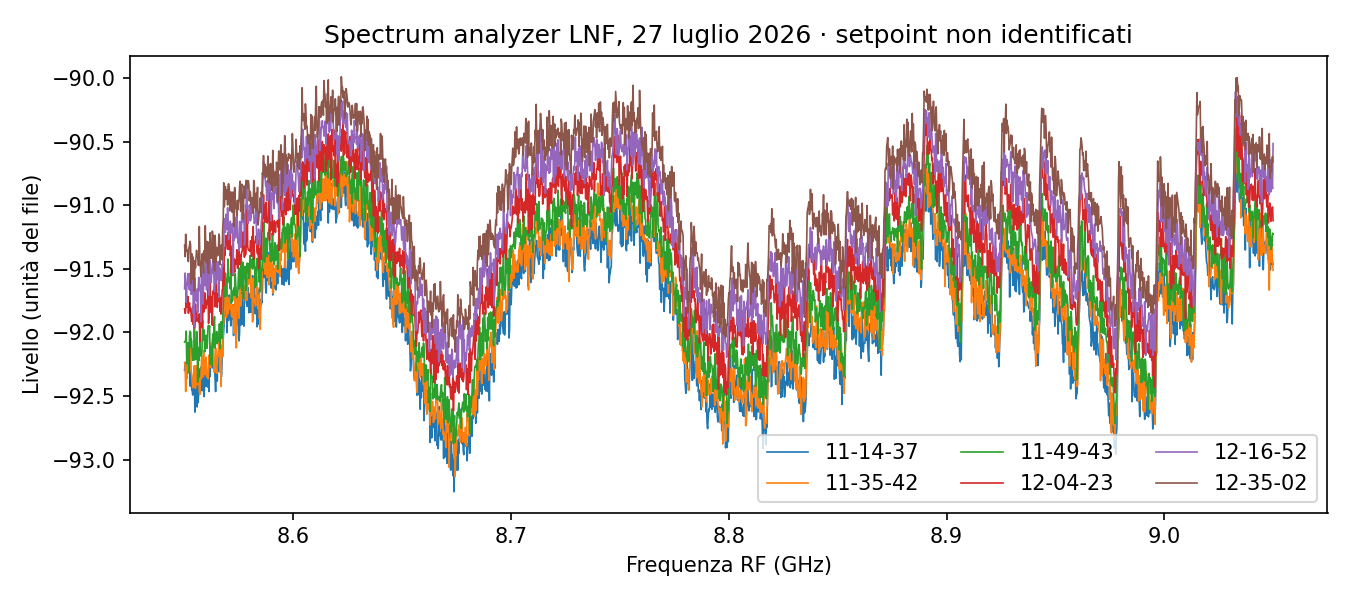 Spectrum analyzer LNF, 27 luglio 2026 · setpoint non identificati
Livello (unità del file)
−90.0
−90.5
−91.0
−91.5
−92.0
−92.5
−93.0
11-14-37 11-49-43 12-16-52
11-35-42 12-04-23 12-35-02
8.6 8.7 8.8 8.9 9.0
Frequenza RF (GHz)